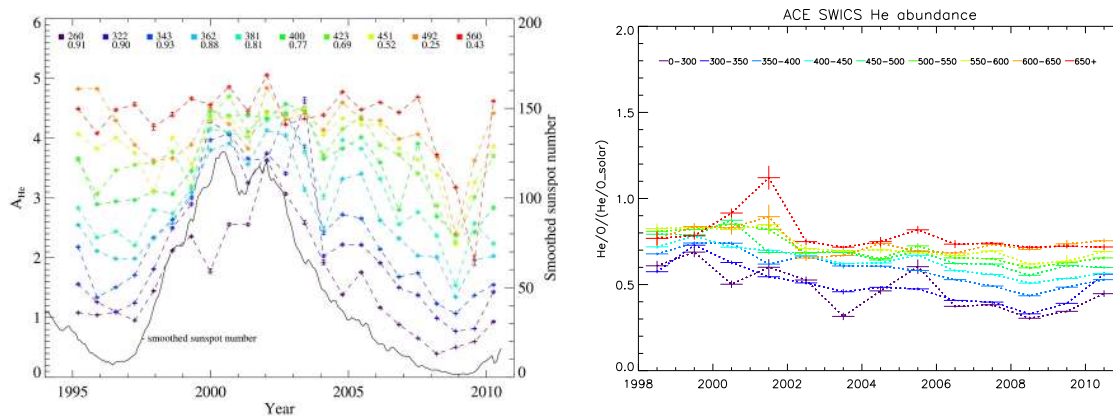 260 322 343 362 381 400 423 451 492 560
0.91 0.90 0.93 0.88 0.81 0.77 0.69 0.52 0.25 0.43
6
5
4
3
2
1
0
A_He
200
150
100
50
0
Smoothed sunspot number
smoothed sunspot number
1995 2000 2005 2010
Year
ACE SWICS He abundance
0-300 300-350 350-400 400-450 450-500 500-550 550-600 600-650 650+
2.0
1.5
1.0
0.5
0.0
He/O/(He/O_solar)
1998 2000 2002 2004 2006 2008 2010